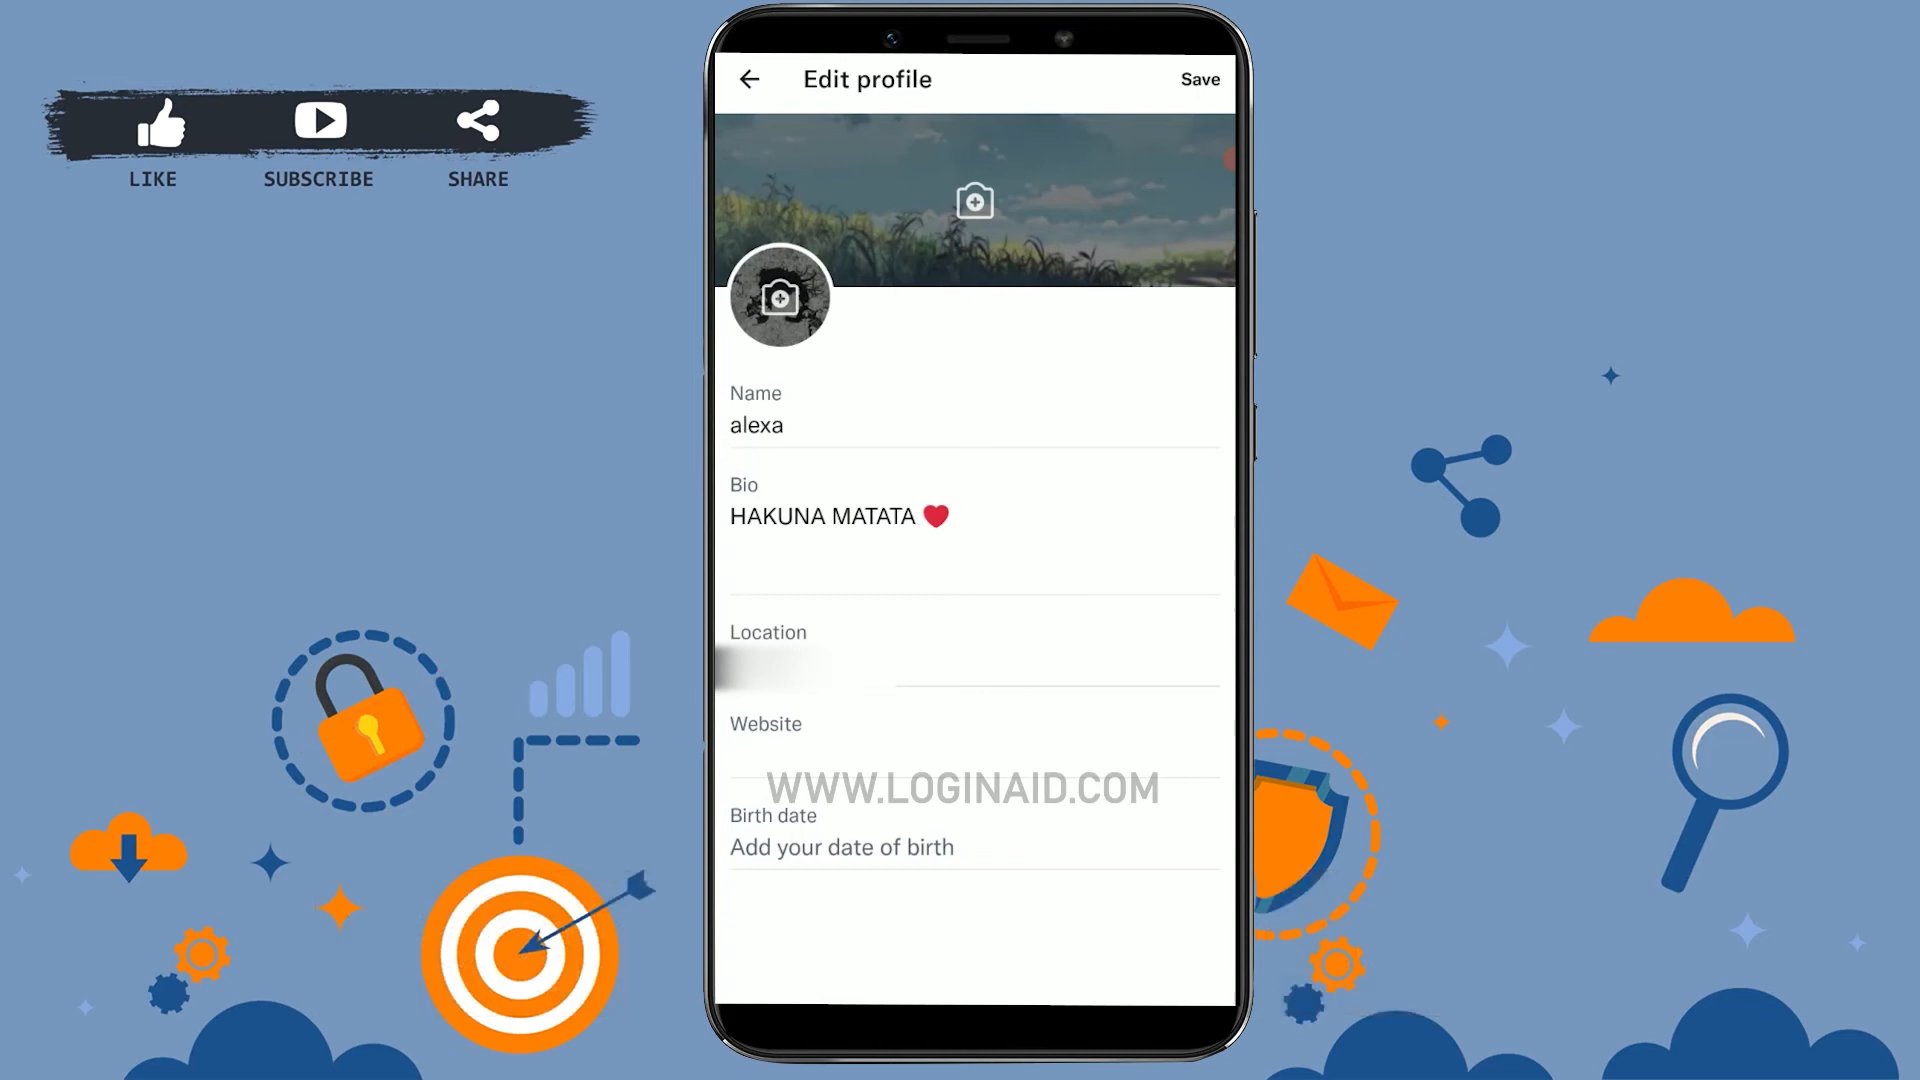 LIKE
SUBSCRIBE
SHARE
Edit profile
Save
Name
alexa
Bio
HAKUNA MATATA ❤️
Location
Website
WWW.LOGINAID.COM
Birth date
Add your date of birth